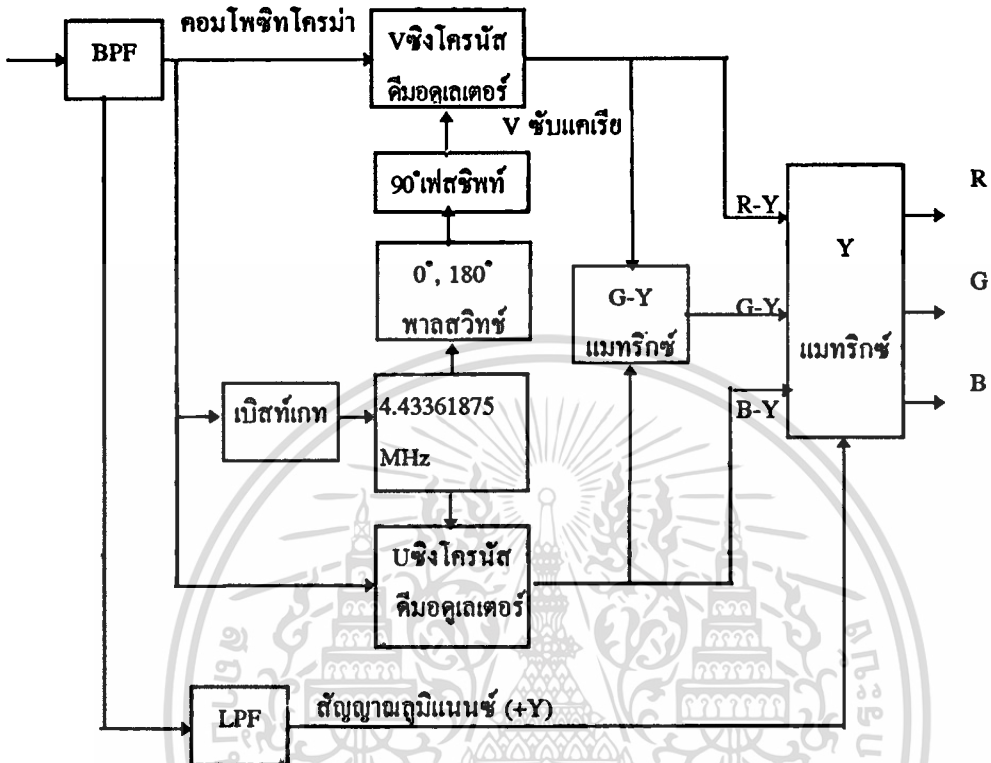 คอมโพซิทโครม่า
BPF
Vซิงโครนัส
ดีมอดูเลเตอร์
V ซับแคเรีย
90°เฟสชิพท์
R-Y
R
0°, 180°
พาลสวิทช์
G-Y
แมทริกซ์
G-Y
Y
แมทริกซ์
G
เบิสท์เกท
4.43361875
MHz
B-Y
B
Uซิงโครนัส
ดีมอดูเลเตอร์
LPF
สัญญาณลูมิแนนซ์ (+Y)